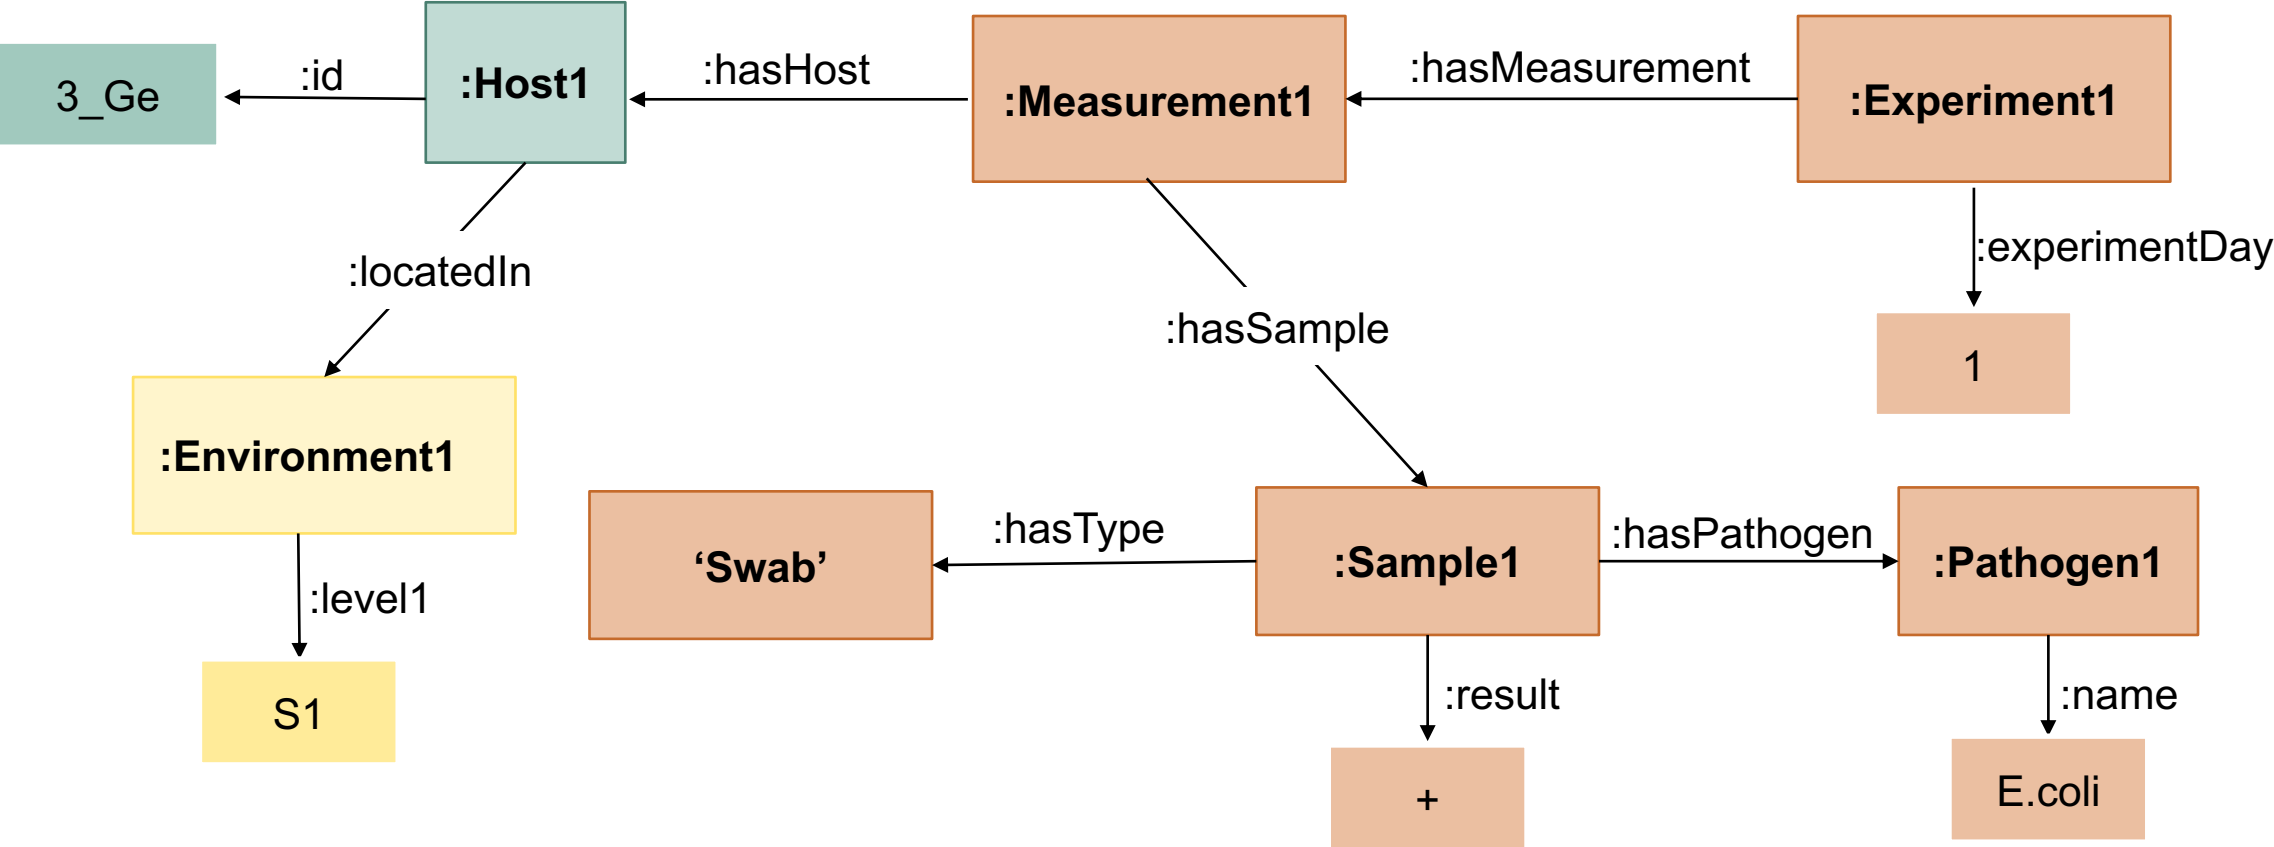 3_Ge
:id
:Host1
:hasHost
:Measurement1
:hasMeasurement
:Experiment1
:locatedIn
:experimentDay
:hasSample
1
:Environment1
‘Swab’
:hasType
:Sample1
:hasPathogen
:Pathogen1
:level1
S1
:result
:name
+
E.coli